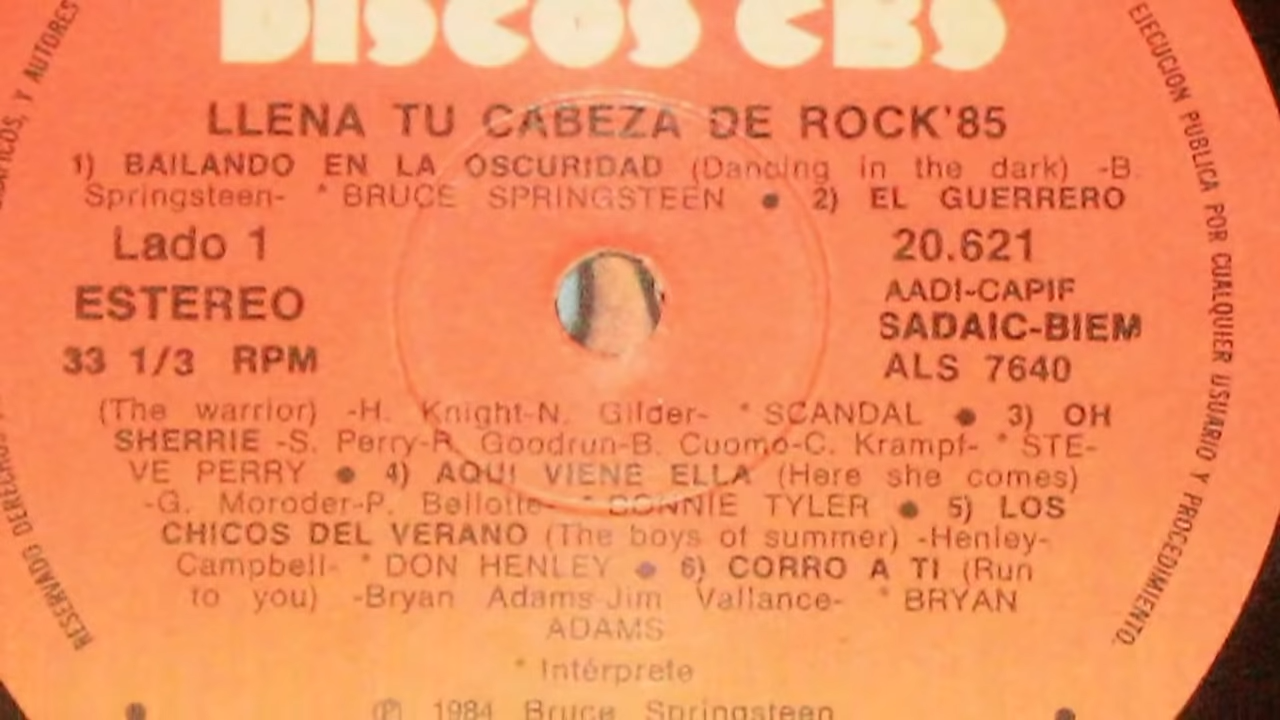 DISCOS CBS
LLENA TU CABEZA DE ROCK'85
1) BAILANDO EN LA OSCURIDAD (Dancing in the dark) -B.
Springsteen- * BRUCE SPRINGSTEEN ● 2) EL GUERRERO
Lado 1
ESTEREO
33 1/3 RPM
20.621
AADI-CAPIF
SADAIC-BIEM
ALS 7640
(The warrior) -H. Knight-N. Gilder- * SCANDAL ● 3) OH
SHERRIE -S. Perry-R. Goodrun-B. Cuomo-C. Krampf- * STE-
VE PERRY ● 4) AQUI VIENE ELLA (Here she comes)
-G. Moroder-P. Bellotte- * BONNIE TYLER ● 5) LOS
CHICOS DEL VERANO (The boys of summer) -Henley-
Campbell- * DON HENLEY ● 6) CORRO A TI (Run
to you) -Bryan Adams-Jim Vallance- * BRYAN
ADAMS
* Intérprete
℗ 1984 Bruce Springsteen
EJECUCION PUBLICA POR CUALQUIER USUARIO Y PROCEDIMIENTO.
RESERVADO DERECHOS
Y AUTORES